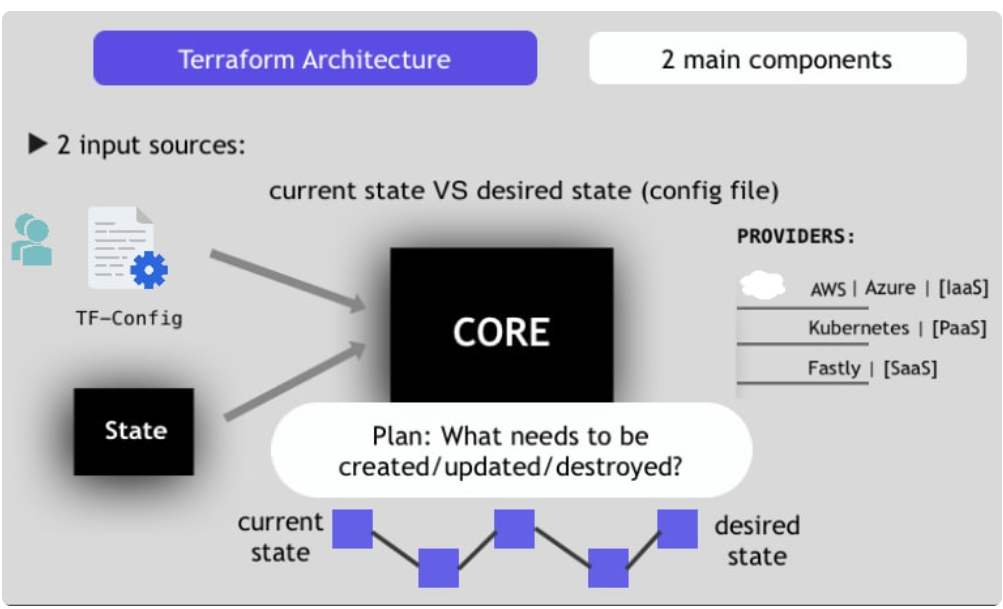 Terraform Architecture
2 main components
▶ 2 input sources:
current state VS desired state (config file)
TF-Config
State
CORE
PROVIDERS:
AWS | Azure | [IaaS]
Kubernetes | [PaaS]
Fastly | [SaaS]
Plan: What needs to be
created/updated/destroyed?
current
state
desired
state